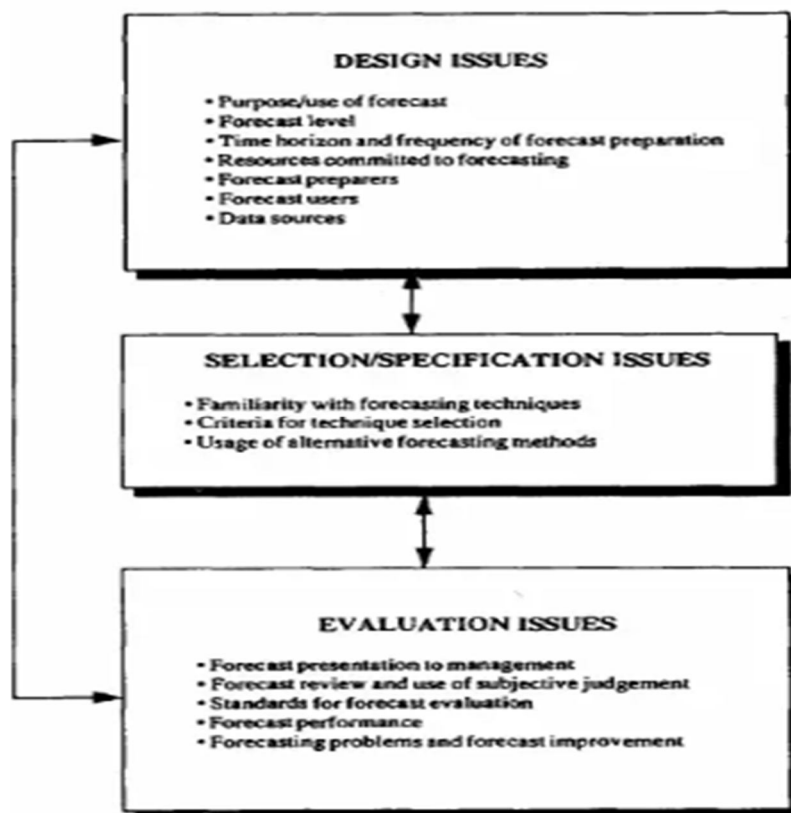 DESIGN ISSUES
• Purpose/use of forecast
• Forecast level
• Time horizon and frequency of forecast preparation
• Resources committed to forecasting
• Forecast preparers
• Forecast users
• Data sources
SELECTION/SPECIFICATION ISSUES
• Familiarity with forecasting techniques
• Criteria for technique selection
• Usage of alternative forecasting methods
EVALUATION ISSUES
• Forecast presentation to management
• Forecast review and use of subjective judgement
• Standards for forecast evaluation
• Forecast performance
• Forecasting problems and forecast improvement